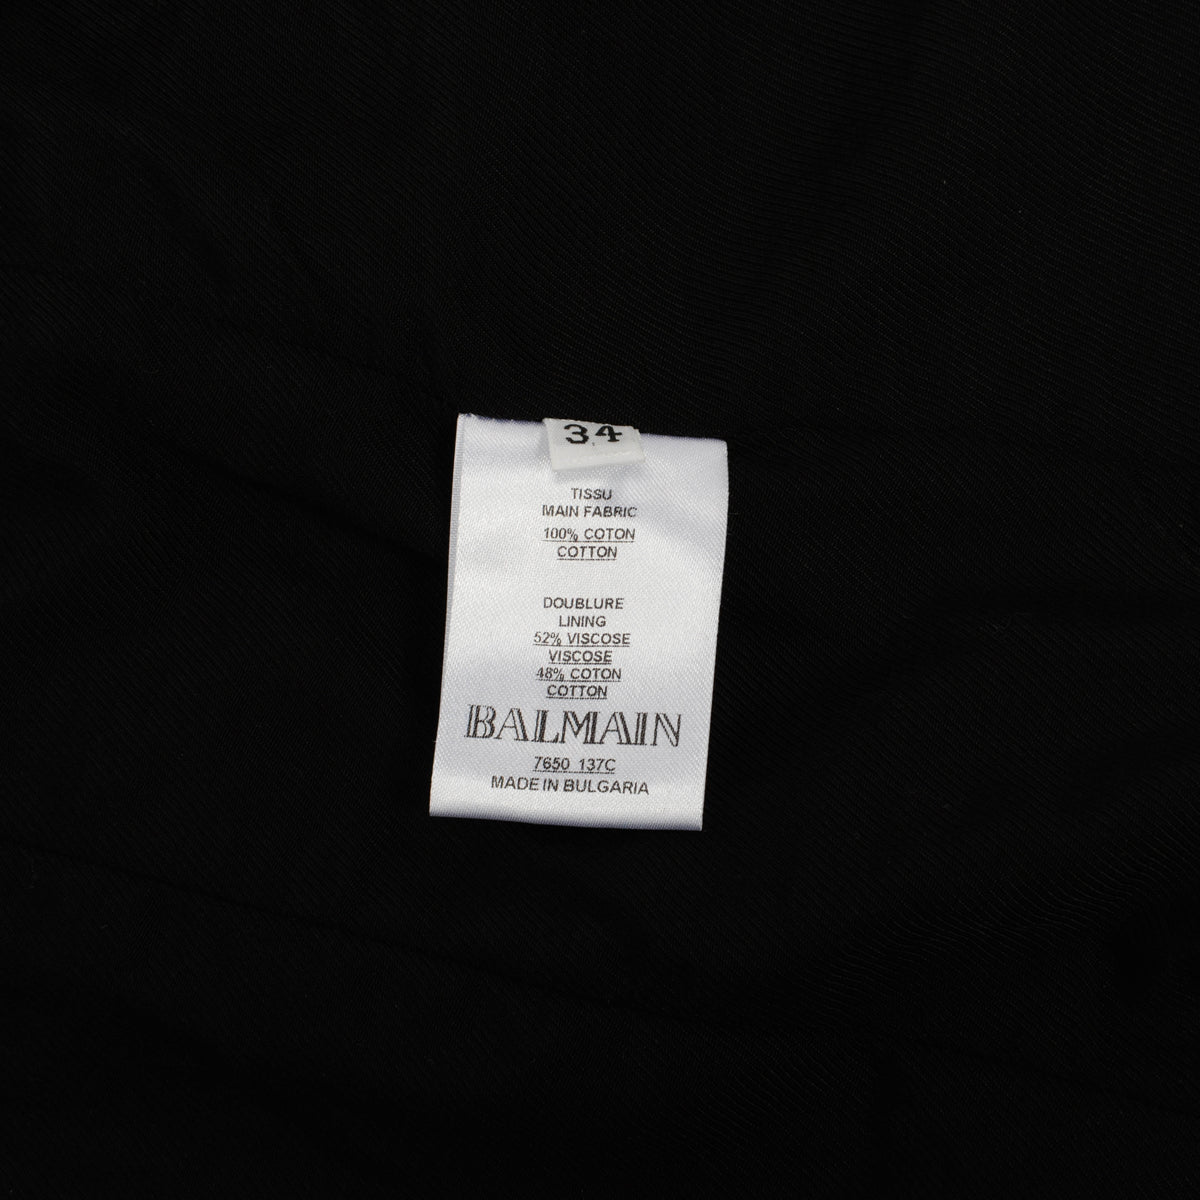 34
TISSU
MAIN FABRIC
100% COTON
COTTON
DOUBLURE
LINING
52% VISCOSE
VISCOSE
48% COTON
COTTON
BALMAIN
7650 137C
MADE IN BULGARIA